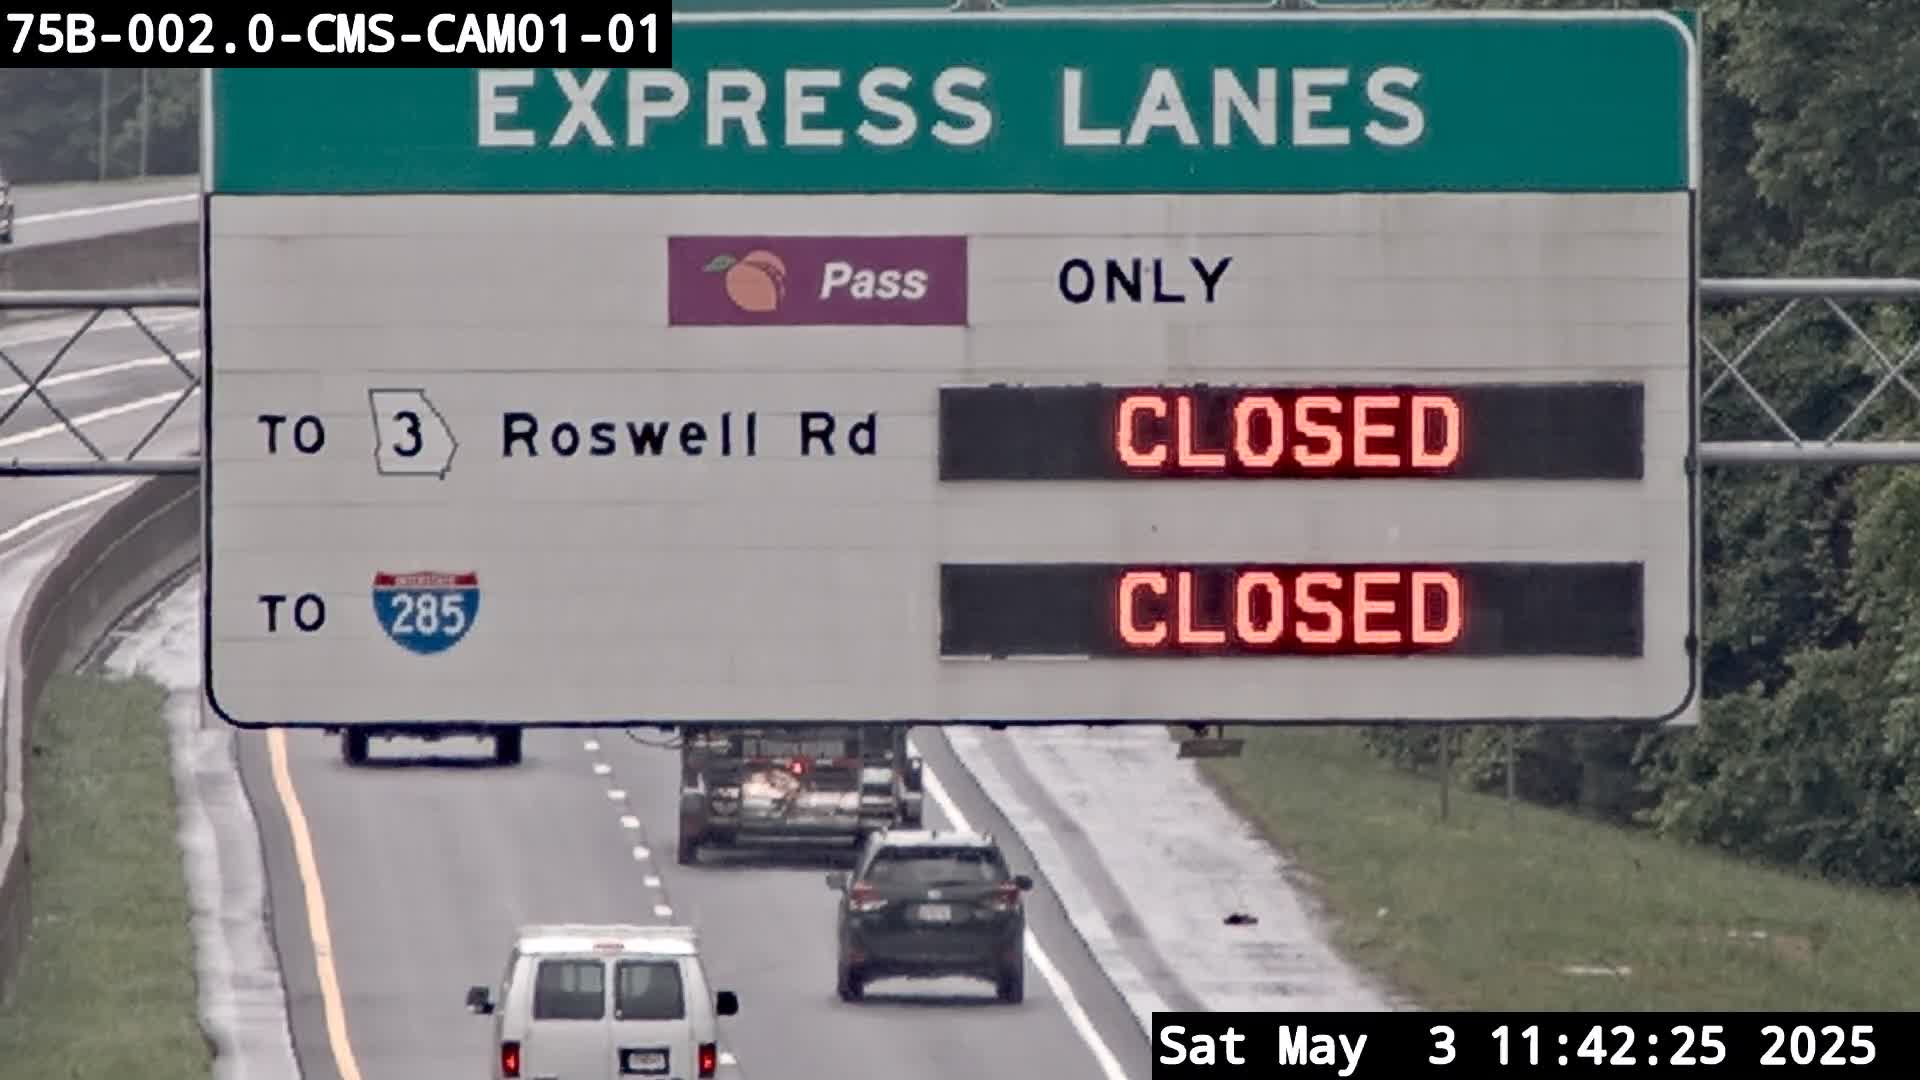 75B-002.0-CMS-CAM01-01
EXPRESS LANES
Pass ONLY
TO 3 Roswell Rd CLOSED
TO INTERSTATE 285 CLOSED
Sat May 3 11:42:25 2025